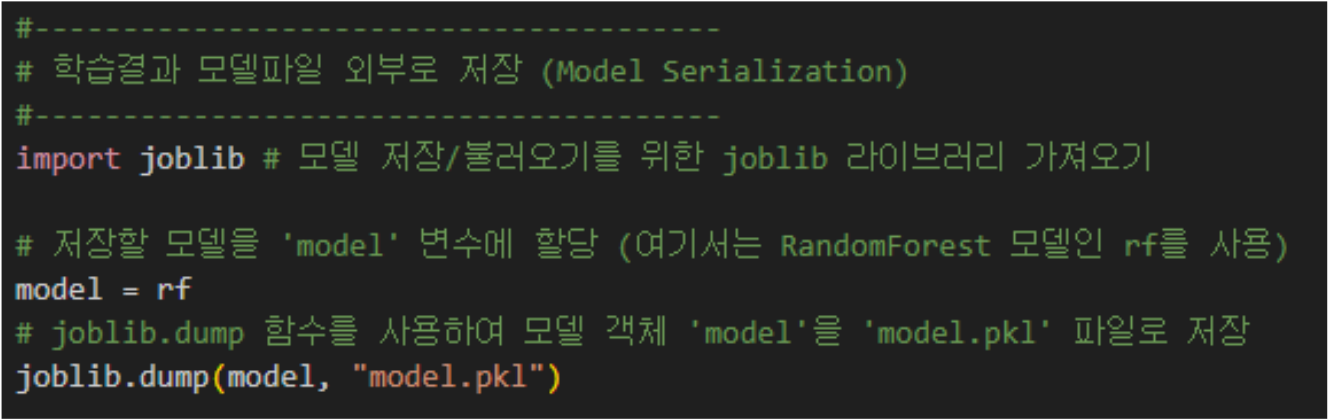 #---------------------------------------
# 학습결과 모델파일 외부로 저장 (Model Serialization)
#---------------------------------------
import joblib # 모델 저장/불러오기를 위한 joblib 라이브러리 가져오기
# 저장할 모델을 'model' 변수에 할당 (여기서는 RandomForest 모델인 rf를 사용)
model = rf
# joblib.dump 함수를 사용하여 모델 객체 'model'을 'model.pkl' 파일로 저장
joblib.dump(model, "model.pkl")